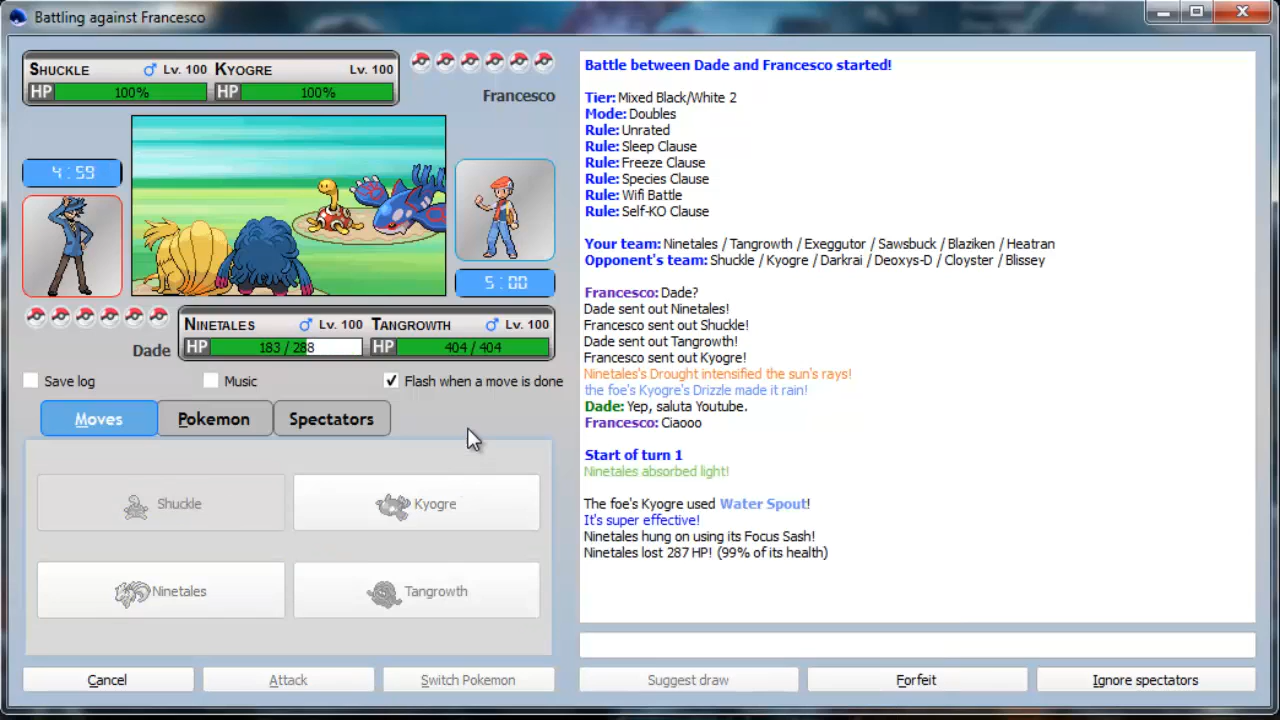 Battling against Francesco
SHUCKLE ♂ Lv. 100 KYOGRE Lv. 100
HP 100% HP 100%
Francesco
4:59
5:00
NINETALES ♂ Lv. 100 TANGROWTH ♂ Lv. 100
HP 183 / 288 HP 404 / 404
Dade
Save log Music Flash when a move is done
Moves Pokemon Spectators
Shuckle Kyogre
Ninetales Tangrowth
Cancel Attack Switch Pokemon
Battle between Dade and Francesco started!
Tier: Mixed Black/White 2
Mode: Doubles
Rule: Unrated
Rule: Sleep Clause
Rule: Freeze Clause
Rule: Species Clause
Rule: Wifi Battle
Rule: Self-KO Clause
Your team: Ninetales / Tangrowth / Exeggutor / Sawsbuck / Blaziken / Heatran
Opponent's team: Shuckle / Kyogre / Darkrai / Deoxys-D / Cloyster / Blissey
Francesco: Dade?
Dade sent out Ninetales!
Francesco sent out Shuckle!
Dade sent out Tangrowth!
Francesco sent out Kyogre!
Ninetales's Drought intensified the sun's rays!
the foe's Kyogre's Drizzle made it rain!
Dade: Yep, saluta Youtube.
Francesco: Ciaooo
Start of turn 1
Ninetales absorbed light!
The foe's Kyogre used Water Spout!
It's super effective!
Ninetales hung on using its Focus Sash!
Ninetales lost 287 HP! (99% of its health)
Suggest draw Forfeit Ignore spectators